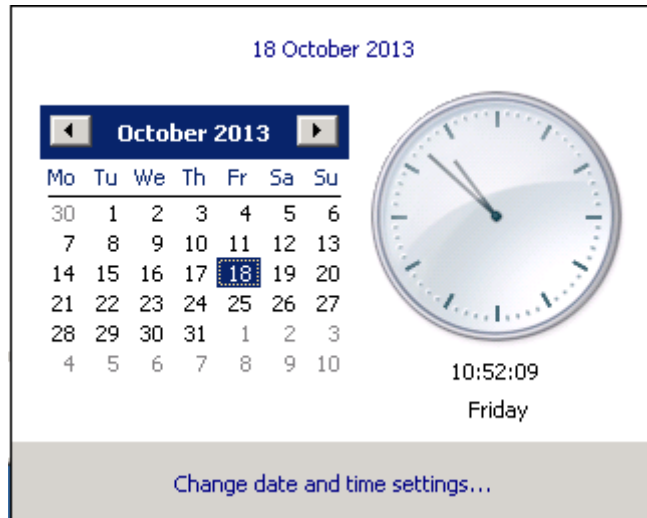 18 October 2013
October 2013
Mo Tu We Th Fr Sa Su
30 1 2 3 4 5 6
7 8 9 10 11 12 13
14 15 16 17 18 19 20
21 22 23 24 25 26 27
28 29 30 31 1 2 3
4 5 6 7 8 9 10
10:52:09
Friday
Change date and time settings...